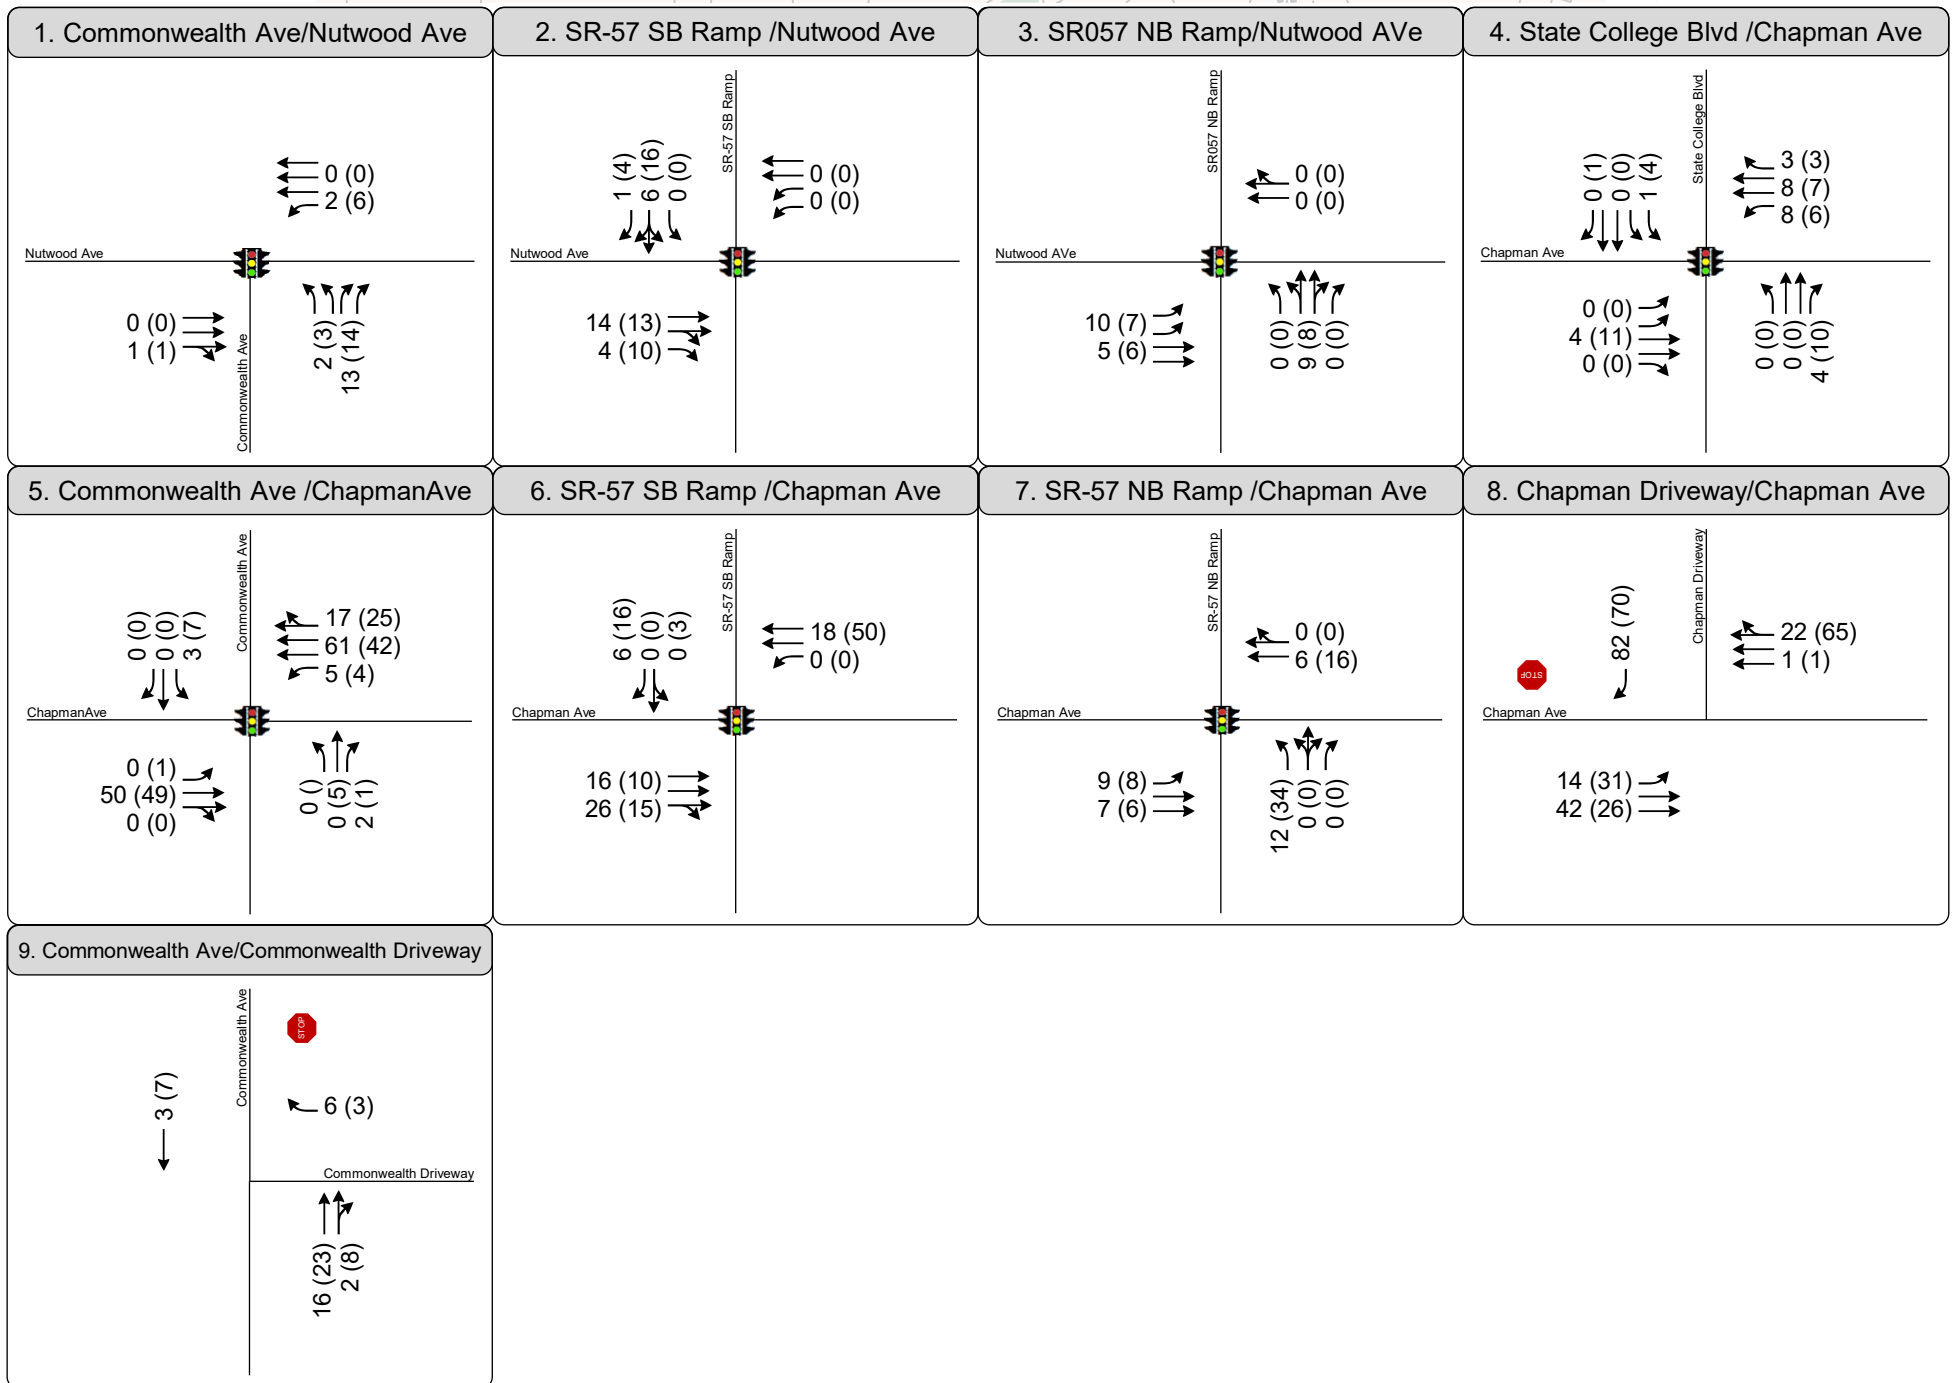 1. Commonwealth Ave/Nutwood Ave
0 (0)
2 (6)
Nutwood Ave
0 (0)
1 (1)
2 (3)
13 (14)
Commonwealth Ave
2. SR-57 SB Ramp /Nutwood Ave
SR-57 SB Ramp
1 (4)
6 (16)
0 (0)
0 (0)
0 (0)
Nutwood Ave
14 (13)
4 (10)
3. SR057 NB Ramp/Nutwood AVe
SR057 NB Ramp
0 (0)
0 (0)
Nutwood AVe
10 (7)
5 (6)
0 (0)
9 (8)
0 (0)
4. State College Blvd /Chapman Ave
State College Blvd
0 (1)
0 (0)
1 (4)
3 (3)
8 (7)
8 (6)
Chapman Ave
0 (0)
4 (11)
0 (0)
0 (0)
0 (0)
4 (10)
5. Commonwealth Ave /ChapmanAve
Commonwealth Ave
0 (0)
0 (0)
3 (7)
17 (25)
61 (42)
5 (4)
ChapmanAve
0 (1)
50 (49)
0 (0)
0 ()
0 (5)
2 (1)
6. SR-57 SB Ramp /Chapman Ave
SR-57 SB Ramp
6 (16)
0 (0)
0 (3)
18 (50)
0 (0)
Chapman Ave
16 (10)
26 (15)
7. SR-57 NB Ramp /Chapman Ave
SR-57 NB Ramp
0 (0)
6 (16)
Chapman Ave
9 (8)
7 (6)
12 (34)
0 (0)
0 (0)
8. Chapman Driveway/Chapman Ave
Chapman Driveway
82 (70)
22 (65)
1 (1)
STOP
Chapman Ave
14 (31)
42 (26)
9. Commonwealth Ave/Commonwealth Driveway
Commonwealth Ave
STOP
3 (7)
6 (3)
Commonwealth Driveway
16 (23)
2 (8)